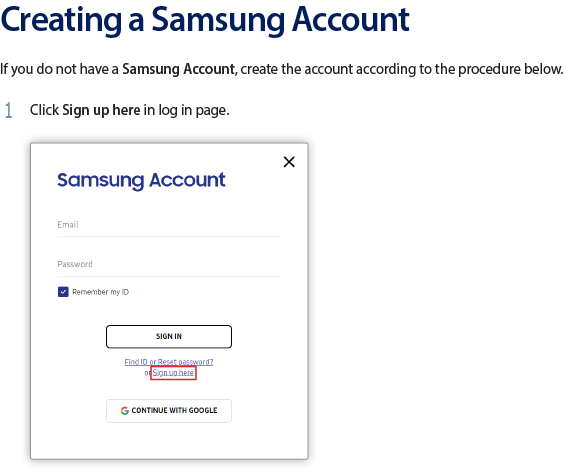 Creating a Samsung Account
If you do not have a Samsung Account, create the account according to the procedure below.
1 Click Sign up here in log in page.
Samsung Account
Email
Password
Remember my ID
SIGN IN
Find ID or Reset password?
or Sign up here
CONTINUE WITH GOOGLE